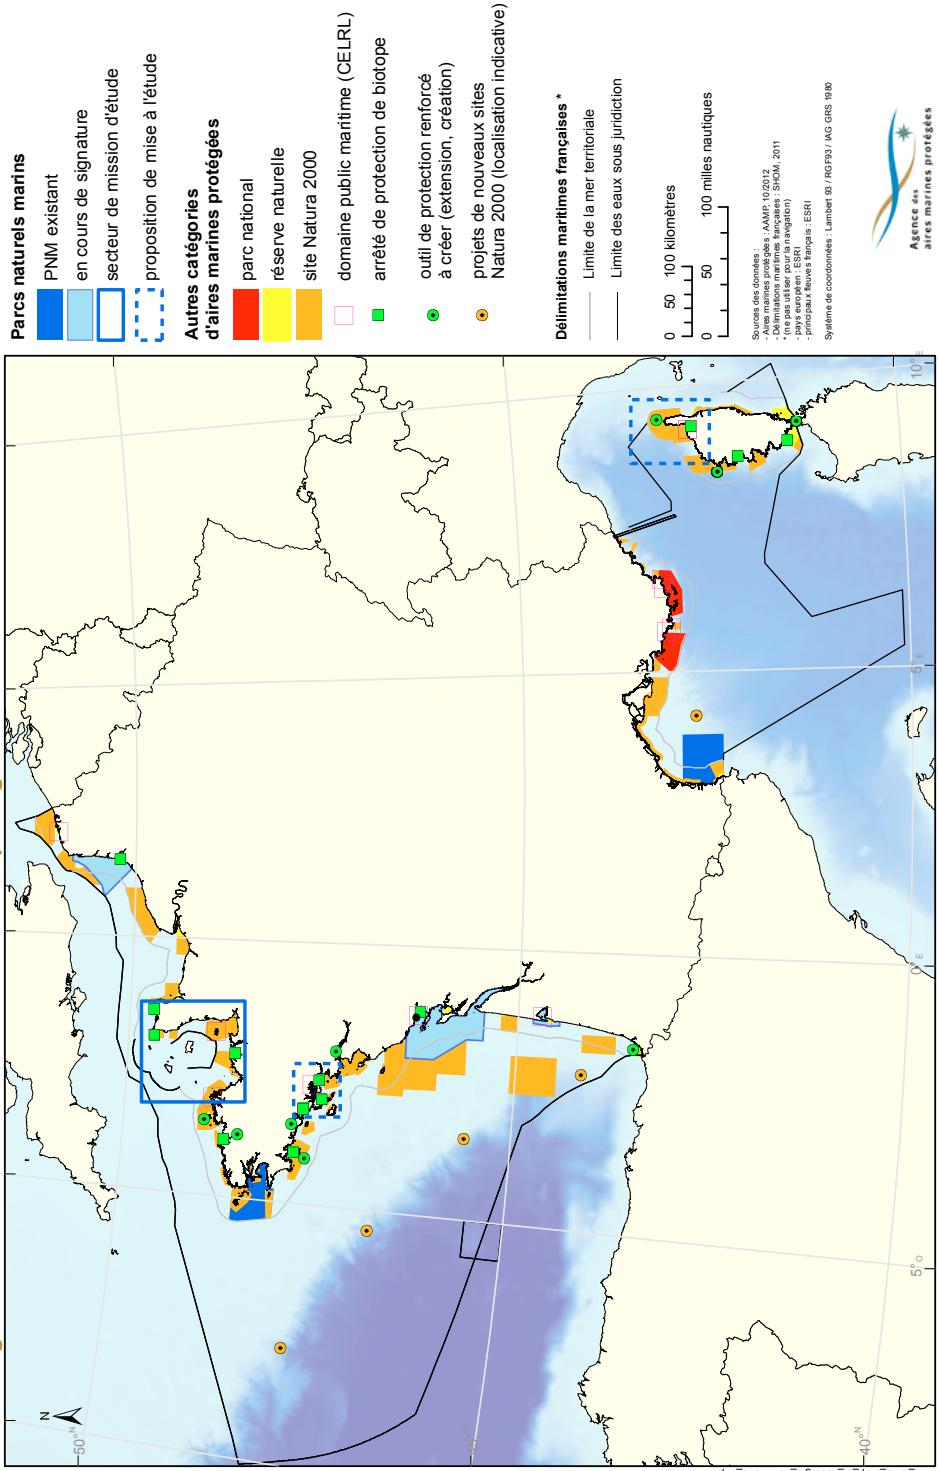 Parcs naturels marins
PNM existant
en cours de signature
secteur de mission d'étude
proposition de mise à l'étude
Autres catégories
d'aires marines protégées
parc national
réserve naturelle
site Natura 2000
domaine public maritime (CELRL)
arrêté de protection de biotope
outil de protection renforcé
à créer (extension, création)
projets de nouveaux sites
Natura 2000 (localisation indicative)
Délimitations maritimes françaises *
Limite de la mer territoriale
Limite des eaux sous juridiction
0 50 100 kilomètres
0 50 100 milles nautiques
Sources des données :
- Aires marines protégées : AAMP, 10/2012
- Délimitations maritimes françaises : SHOM, 2011
* (ne pas utiliser pour la navigation)
- pays européen : ESRI
- principaux fleuves français : ESRI
Système de coordonnées : Lambert 93 / RGF93 / IAG GRS 1980
Agence des
aires marines protégées
N
50°N
40°N
5°O
0°E
5°E
10°E